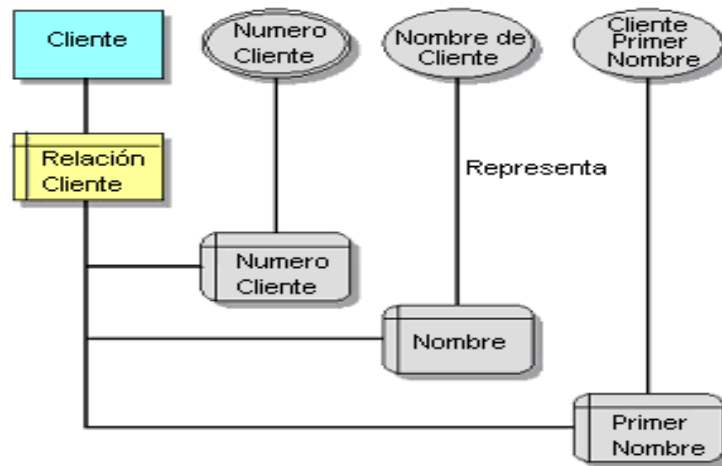 Cliente
Numero
Cliente
Nombre de
Cliente
Cliente
Primer
Nombre
Relación
Cliente
Representa
Numero
Cliente
Nombre
Primer
Nombre